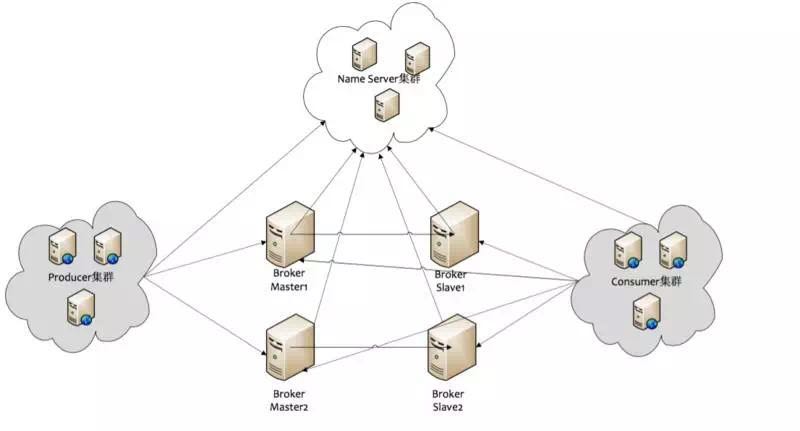 Name Server集群
Producer集群
Broker
Master1
Broker
Slave1
Consumer集群
Broker
Master2
Broker
Slave2